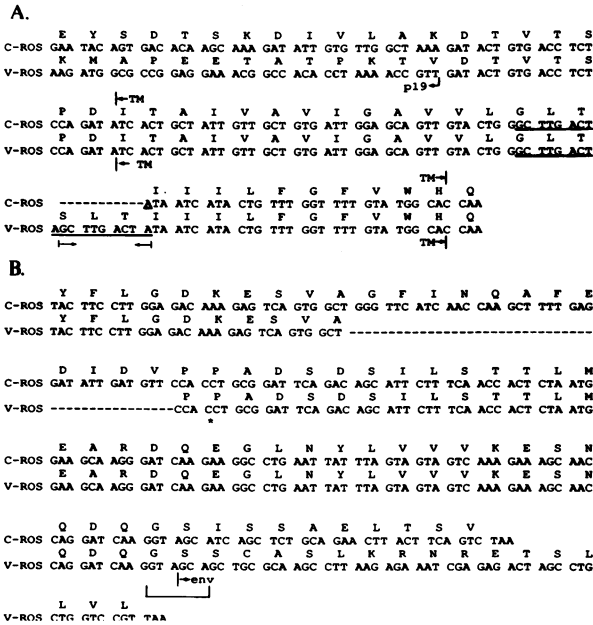 A.
E Y S D T S K D I V L A K D T V T S
C-ROS GAA TAC AGT GAC ACA AGC AAA GAT ATT GTG TTG GCT AAA GAT ACT GTG ACC TCT
K M A P E E T A T P K T V D T V T S
V-ROS AAG ATG GCG CCG GAG GAA ACG GCC ACA CCT AAA ACC GTT GAT ACT GTG ACC TCT
TM p19
P D I T A I V A V I G A V V L G L T
C-ROS CCA GAT ATC ACT GCT ATT GTT GCT GTG ATT GGA GCA GTT GTA CTG GGC TTG ACT
P D I T A I V A V I G A V V L G L T
V-ROS CCA GAT ATC ACT GCT ATT GTT GCT GTG ATT GGA GCA GTT GTA CTG GGC TTG ACT
TM
TM
I I I L F G F V W H Q
C-ROS ----------ATA ATC ATA CTG TTT GGT TTT GTA TGG CAC CAA
S L T I I I L F G F V W H Q
V-ROS AGC TTG ACT ATA ATC ATA CTG TTT GGT TTT GTA TGG CAC CAA
TM
B.
Y F L G D K E S V A G F I N Q A F E
C-ROS TAC TTC CTT GGA GAC AAA GAG TCA GTG GCT GGG TTC ATC AAC CAA GCT TTT GAG
Y F L G D K E S V A
V-ROS TAC TTC CTT GGA GAC AAA GAG TCA GTG GCT ------------------------------
D I D V P P A D S D S I L S T T L M
C-ROS GAT ATT GAT GTT CCA CCT GCG GAT TCA GAC AGC ATT CTT TCA ACC ACT CTA ATG
P P A D S D S I L S T T L M
V-ROS ---------------CCA CCT GCG GAT TCA GAC AGC ATT CTT TCA ACC ACT CTA ATG
*
E A R D Q E G L N Y L V V V K E S N
C-ROS GAA GCA AGG GAT CAA GAA GGC CTG AAT TAT TTA GTA GTA GTC AAA GAA AGC AAC
E A R D Q E G L N Y L V V V K E S N
V-ROS GAA GCA AGG GAT CAA GAA GGC CTG AAT TAT TTA GTA GTA GTC AAA GAA AGC AAC
Q D Q G S I S S A E L T S V
C-ROS CAG GAT CAA GGT AGC ATC AGC TCT GCA GAA CTT ACT TCA GTC TAA
Q D Q G S S C A S L K R N R E T S L
V-ROS CAG GAT CAA GGT AGC AGC TGC GCA AGC CTT AAG AGA AAT CGA GAG ACT AGC CTG
env
L V L
V-ROS CTG GTC CGT TAA